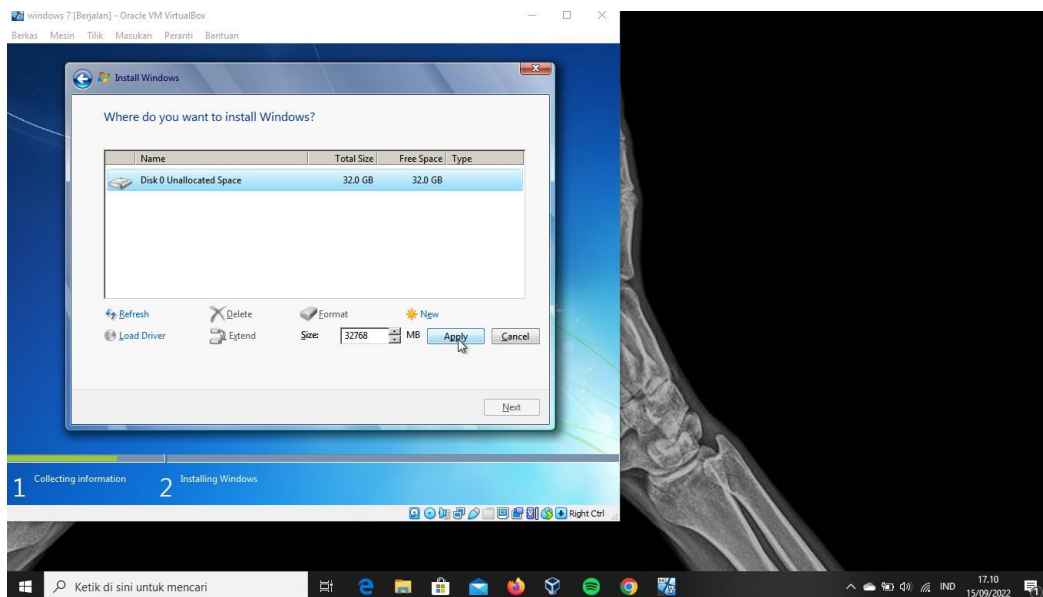 windows 7 [Berjalan] - Oracle VM VirtualBox
Berkas Mesin Tilik Masukan Peranti Bantuan
Install Windows
Where do you want to install Windows?
Name Total Size Free Space Type
Disk 0 Unallocated Space 32.0 GB 32.0 GB
Refresh Delete Format New
Load Driver Extend Size: 32768 MB Apply Cancel
Next
1 Collecting information 2 Installing Windows
Right Ctrl
Ketik di sini untuk mencari
IND 17.10
15/09/2022